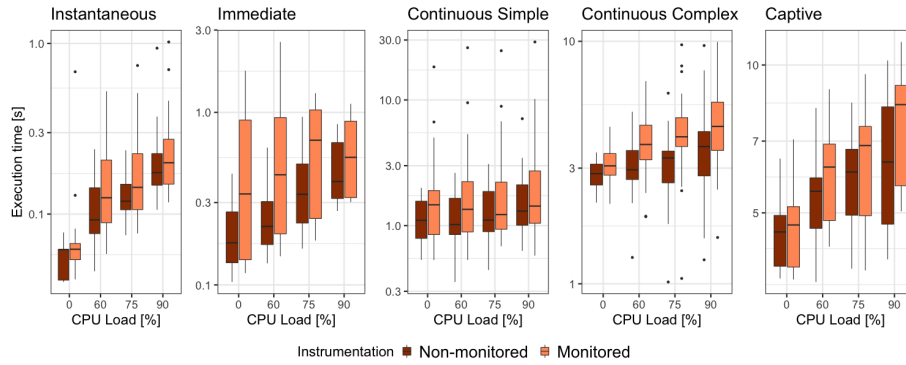 Instantaneous Immediate Continuous Simple Continuous Complex Captive
Execution time [s]
1.0
0.3
0.1
0 60 75 90
CPU Load [%]
3.0
1.0
0.3
0.1
0 60 75 90
CPU Load [%]
30.0
10.0
3.0
1.0
0.3
0 60 75 90
CPU Load [%]
10
3
1
0 60 75 90
CPU Load [%]
10
7
5
0 60 75 90
CPU Load [%]
Instrumentation Non-monitored Monitored